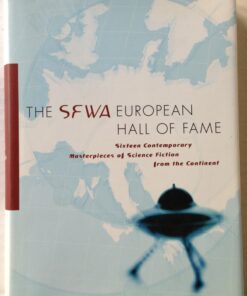 THE SFWA EUROPEAN
HALL OF FAME
Sixteen Contemporary
Masterpieces of Science Fiction
from the Continent